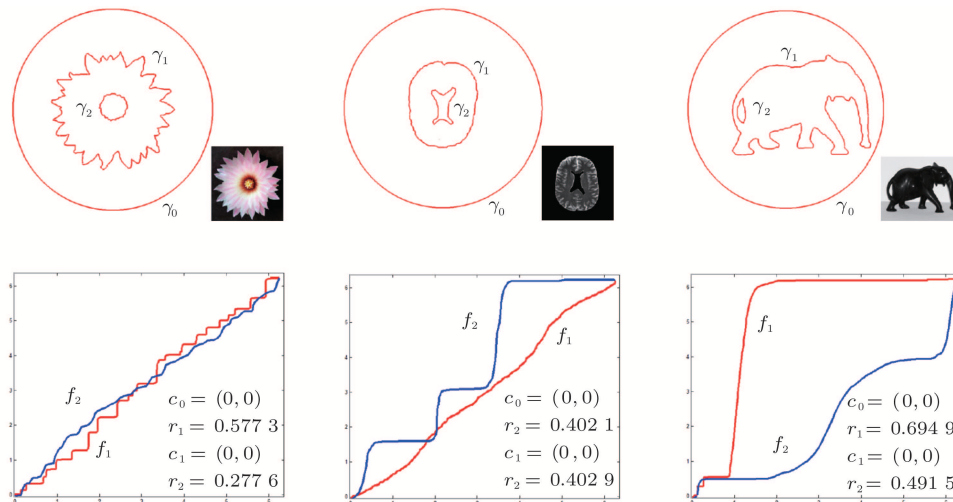 γ1
γ2
γ0
γ1
γ2
γ0
γ1
γ2
γ0
f2
f1
c0 = (0, 0)
r1 = 0.577 3
c1 = (0, 0)
r2 = 0.277 6
f2
f1
c0 = (0, 0)
r2 = 0.402 1
c1 = (0, 0)
r2 = 0.402 9
f1
f2
c0 = (0, 0)
r1 = 0.694 9
c1 = (0, 0)
r2 = 0.491 5